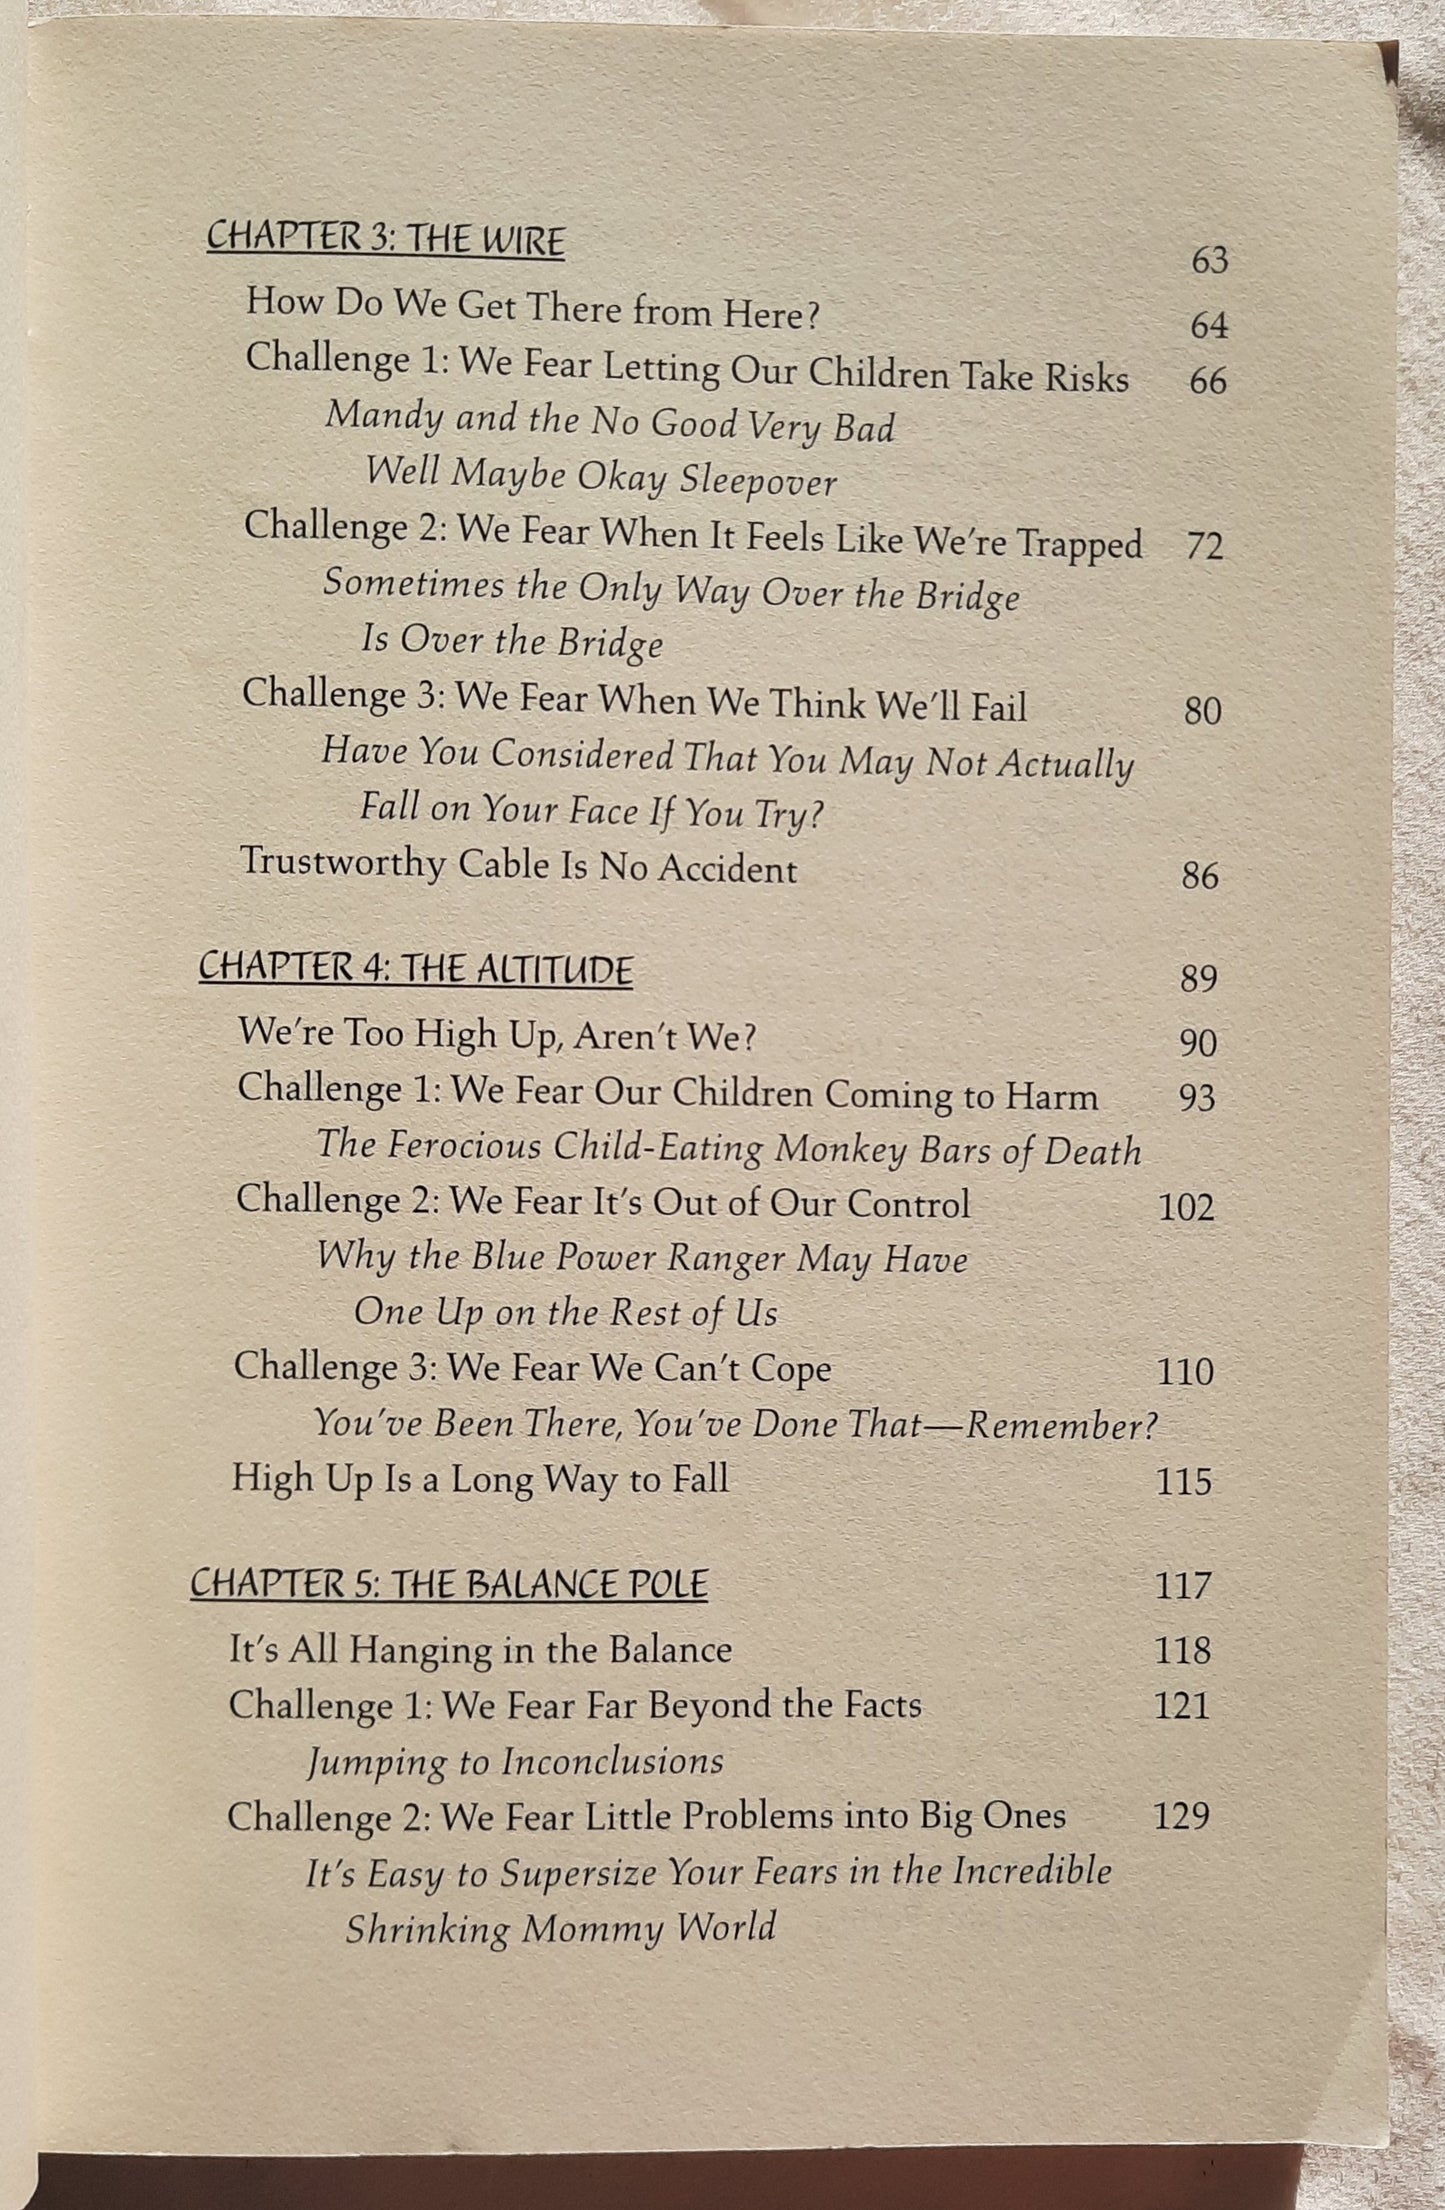 CHAPTER 3: THE WIRE 63
How Do We Get There from Here? 64
Challenge 1: We Fear Letting Our Children Take Risks 66
Mandy and the No Good Very Bad
Well Maybe Okay Sleepover
Challenge 2: We Fear When It Feels Like We're Trapped 72
Sometimes the Only Way Over the Bridge
Is Over the Bridge
Challenge 3: We Fear When We Think We'll Fail 80
Have You Considered That You May Not Actually
Fall on Your Face If You Try?
Trustworthy Cable Is No Accident 86
CHAPTER 4: THE ALTITUDE 89
We're Too High Up, Aren't We? 90
Challenge 1: We Fear Our Children Coming to Harm 93
The Ferocious Child-Eating Monkey Bars of Death
Challenge 2: We Fear It's Out of Our Control 102
Why the Blue Power Ranger May Have
One Up on the Rest of Us
Challenge 3: We Fear We Can't Cope 110
You've Been There, You've Done That—Remember?
High Up Is a Long Way to Fall 115
CHAPTER 5: THE BALANCE POLE 117
It's All Hanging in the Balance 118
Challenge 1: We Fear Far Beyond the Facts 121
Jumping to Inconclusions
Challenge 2: We Fear Little Problems into Big Ones 129
It's Easy to Supersize Your Fears in the Incredible
Shrinking Mommy World